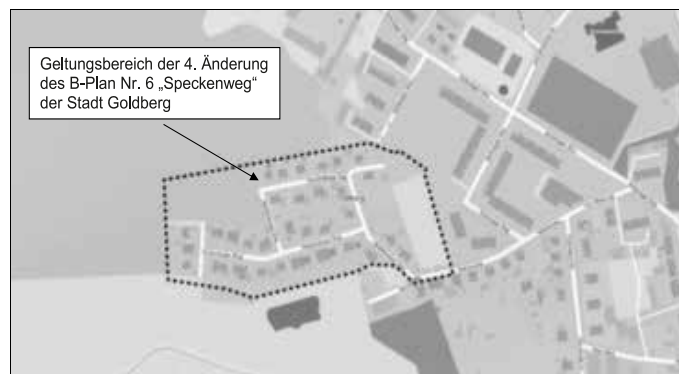 Geltungsbereich der 4. Änderung
des B-Plan Nr. 6 „Speckenweg“
der Stadt Goldberg